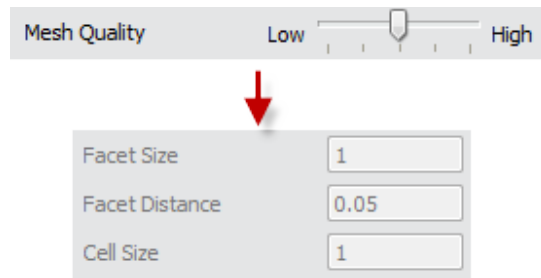 Mesh Quality Low High
Facet Size 1
Facet Distance 0.05
Cell Size 1